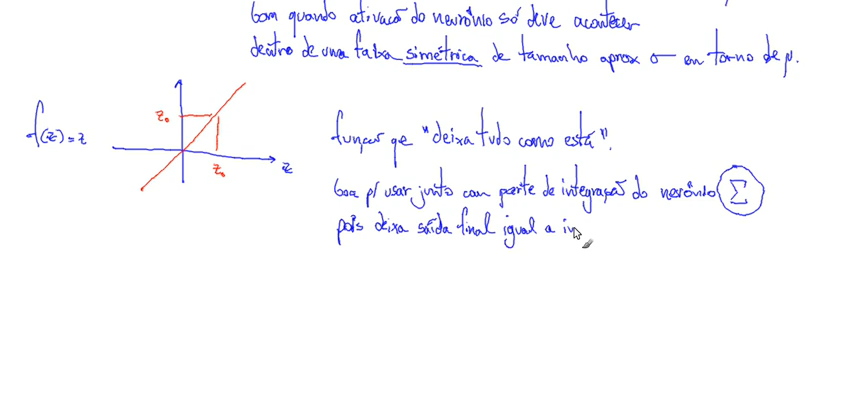 bom quando ativação do neurônio só deve acontecer
dentro de uma faixa simétrica de tamanho aprox σ em torno de μ.
f(z) = z
z₀
z₀
z
função que "deixa tudo como está".
boa p/ usar junto com parte de integração do neurônio Σ
pois deixa saída final igual a in